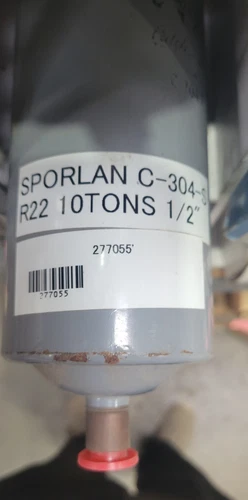 SPORLAN C-304-S
R22 10TONS 1/2"
277055'
277055